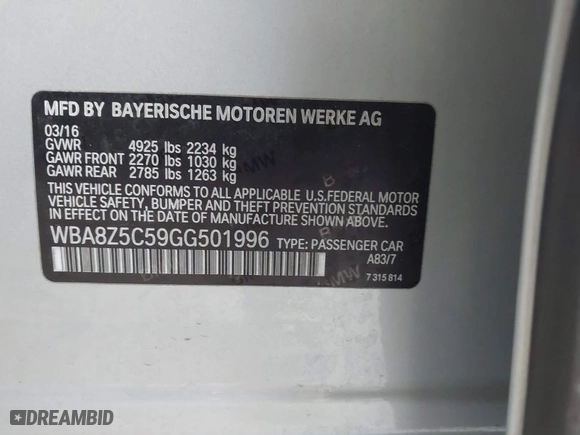 MFD BY BAYERISCHE MOTOREN WERKE AG
03/16
GVWR 4925 lbs 2234 kg
GAWR FRONT 2270 lbs 1030 kg
GAWR REAR 2785 lbs 1263 kg
THIS VEHICLE CONFORMS TO ALL APPLICABLE U.S.FEDERAL MOTOR
VEHICLE SAFETY, BUMPER AND THEFT PREVENTION STANDARDS
IN EFFECT ON THE DATE OF MANUFACTURE SHOWN ABOVE.
WBA8Z5C59GG501996 TYPE: PASSENGER CAR
A83/7
7 315 814
DREAMBID